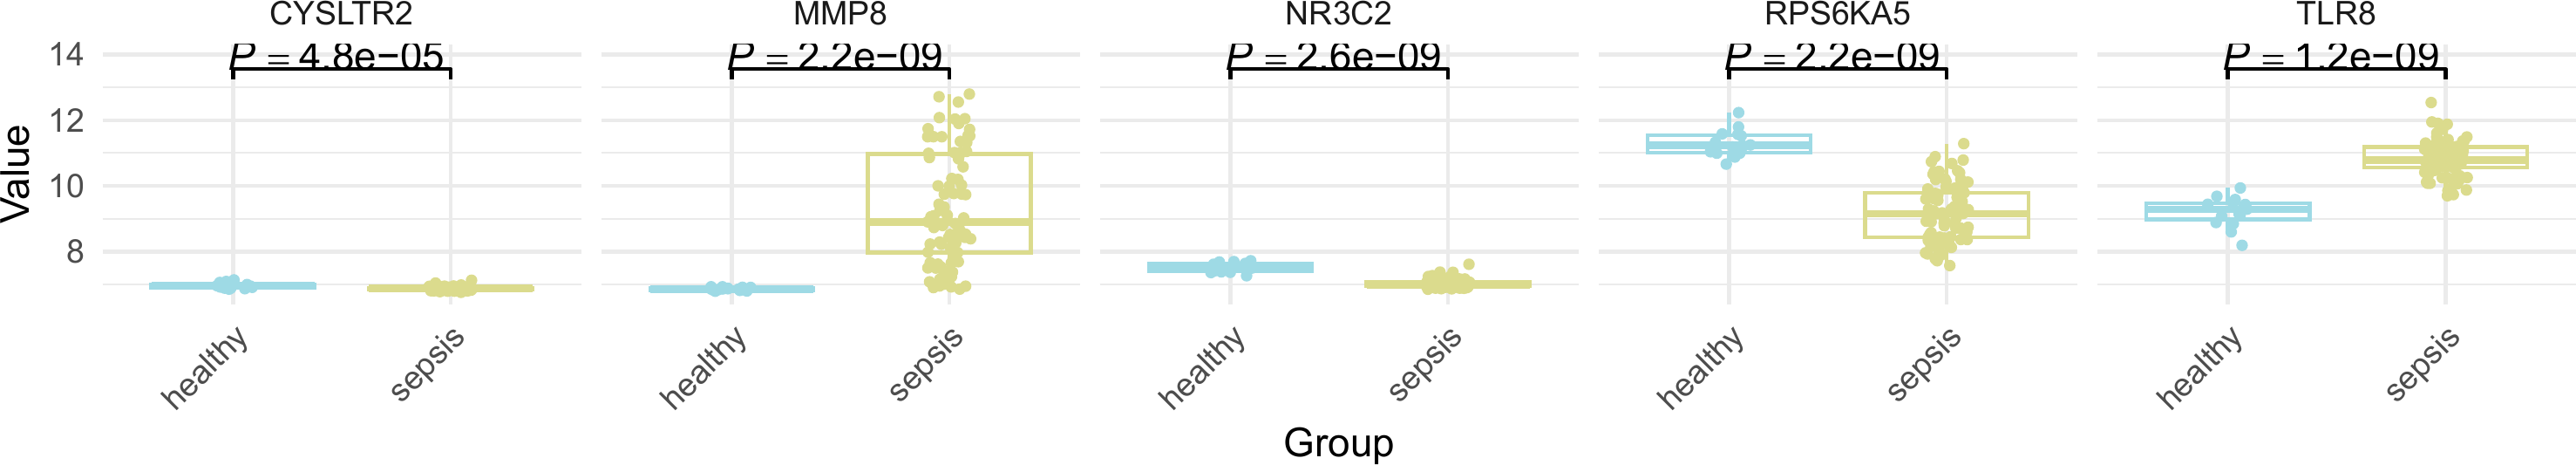 CYSLTR2 MMP8 NR3C2 RPS6KA5 TLR8
P = 4.8e−05 P = 2.2e−09 P = 2.6e−09 P = 2.2e−09 P = 1.2e−09
14
12
10
8
Value
healthy sepsis healthy sepsis healthy sepsis healthy sepsis healthy sepsis
Group